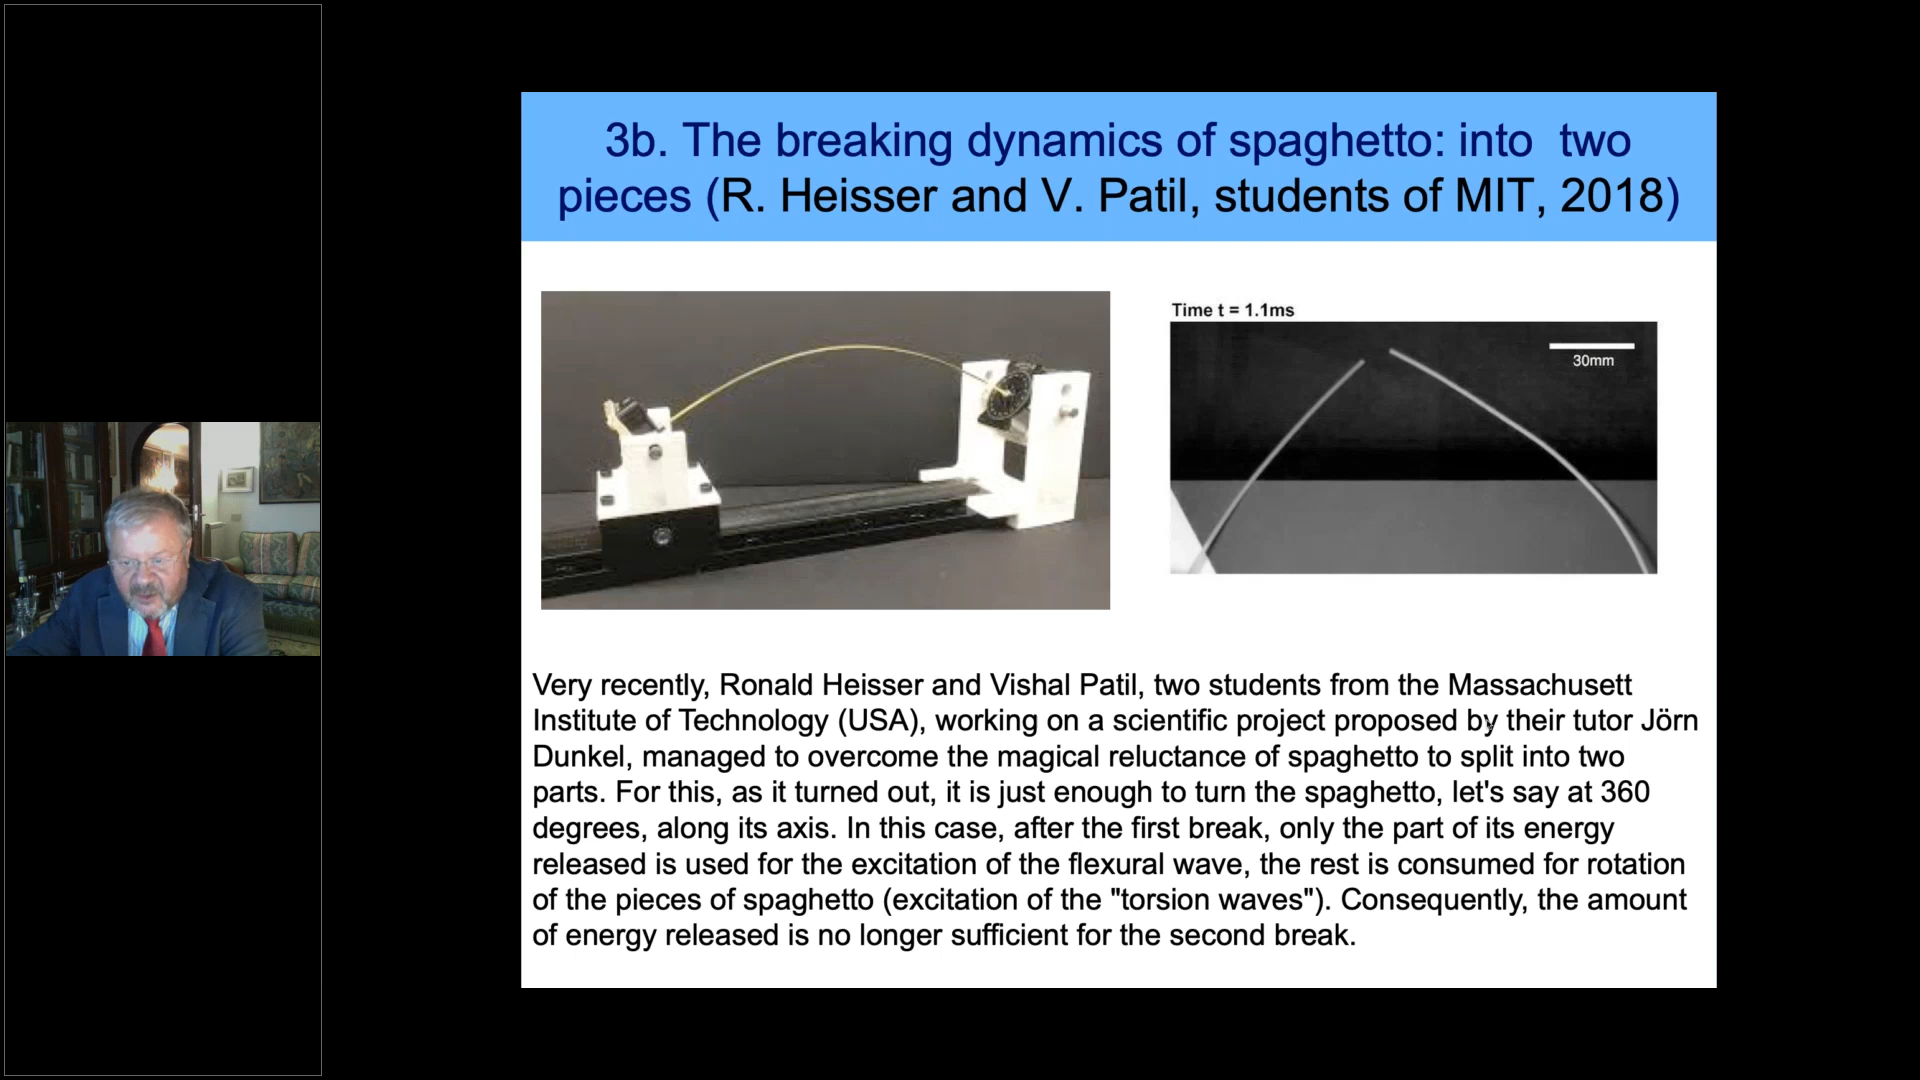 3b. The breaking dynamics of spaghetto: into  two
pieces (R. Heisser and V. Patil, students of MIT, 2018)
Time t = 1.1ms
30mm
Very recently, Ronald Heisser and Vishal Patil, two students from the Massachusett
Institute of Technology (USA), working on a scientific project proposed by their tutor Jörn
Dunkel, managed to overcome the magical reluctance of spaghetto to split into two
parts. For this, as it turned out, it is just enough to turn the spaghetto, let's say at 360
degrees, along its axis. In this case, after the first break, only the part of its energy
released is used for the excitation of the flexural wave, the rest is consumed for rotation
of the pieces of spaghetto (excitation of the "torsion waves"). Consequently, the amount
of energy released is no longer sufficient for the second break.